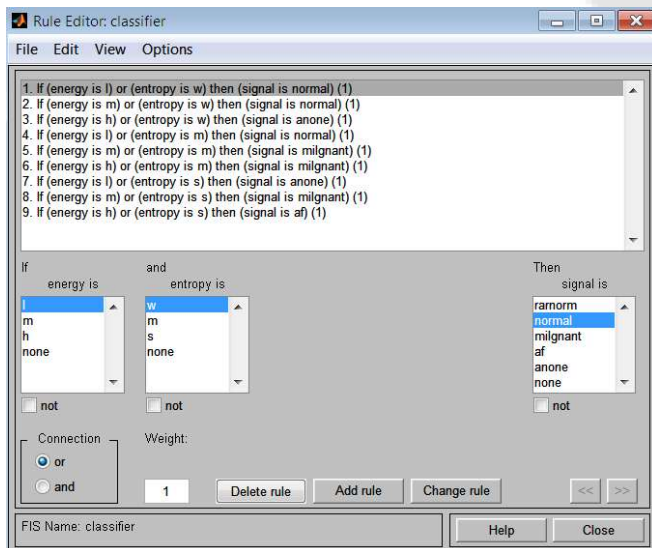 Rule Editor: classifier
File Edit View Options
1. If (energy is l) or (entropy is w) then (signal is normal) (1)
2. If (energy is m) or (entropy is w) then (signal is normal) (1)
3. If (energy is h) or (entropy is w) then (signal is anone) (1)
4. If (energy is l) or (entropy is m) then (signal is normal) (1)
5. If (energy is m) or (entropy is m) then (signal is milgnant) (1)
6. If (energy is h) or (entropy is m) then (signal is milgnant) (1)
7. If (energy is l) or (entropy is s) then (signal is anone) (1)
8. If (energy is m) or (entropy is s) then (signal is milgnant) (1)
9. If (energy is h) or (entropy is s) then (signal is af) (1)
If and Then
energy is entropy is signal is
l w rarnorm
m m normal
h s milgnant
none none af
anone
none
not not not
Connection Weight:
or
and 1 Delete rule Add rule Change rule << >>
FIS Name: classifier Help Close